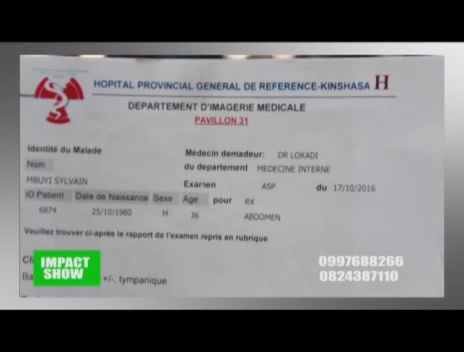 HOPITAL PROVINCIAL GENERAL DE REFERENCE-KINSHASA H
DEPARTEMENT D'IMAGERIE MEDICALE
PAVILLON 31
Identité du Malade
Médecin demadeur: DR LOKADI
Nom
du departement MEDECINE INTERNE
MBUYI SYLVAIN
Examen ASP du 17/10/2016
ID Patient Date de Naissance Sexe Age pour RX
6874 25/10/1980 M 36 ABDOMEN
Veuillez trouver ci-après le rapport de l'examen repris en rubrique
IMPACT
SHOW
+/-, tympanique
0997688266
0824387110